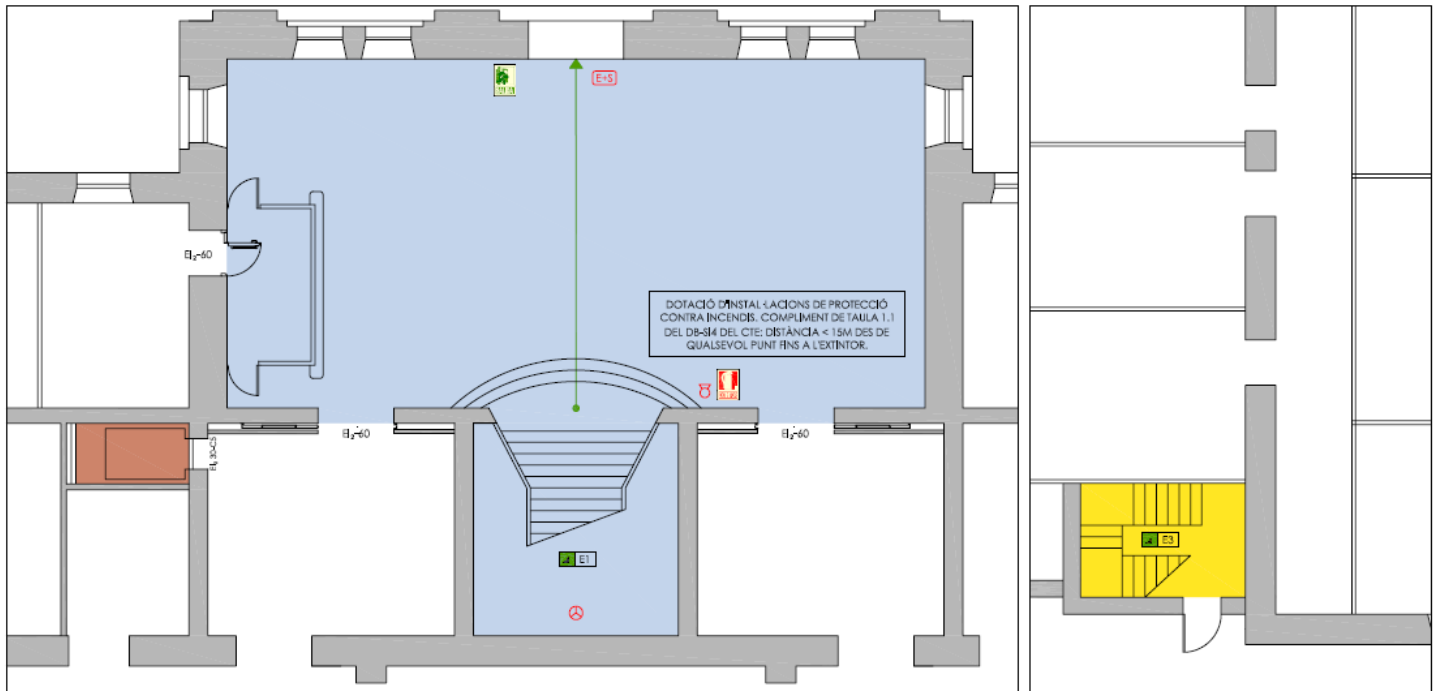 E+S
EI₂-60
DOTACIÓ D'INSTAL·LACIONS DE PROTECCIÓ
CONTRA INCENDIS. COMPLIMENT DE TAULA 1.1
DEL DB-SI4 DEL CTE: DISTÀNCIA < 15M DES DE
QUALSEVOL PUNT FINS A L'EXTINTOR.
EI₂-60
EI₂-60
EI₂ 30-C5
E1
E3